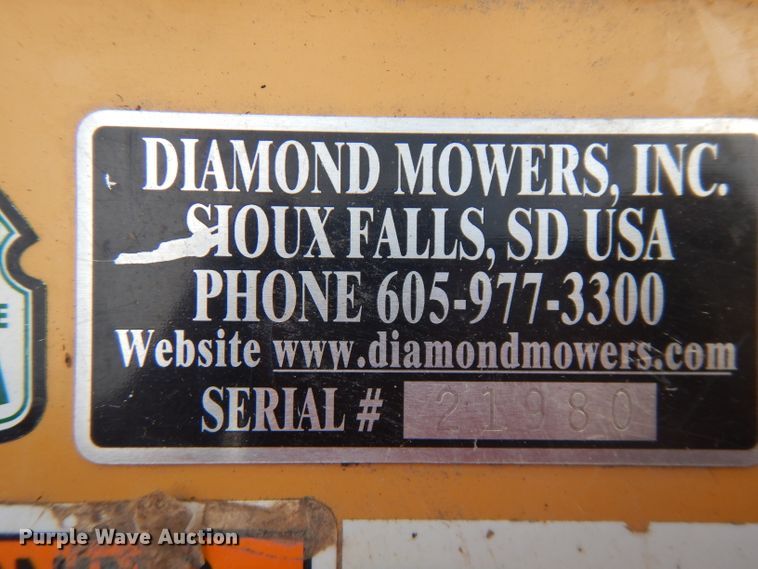 DIAMOND MOWERS, INC.
SIOUX FALLS, SD USA
PHONE 605-977-3300
Website www.diamondmowers.com
SERIAL # 21980
E
A
Purple Wave Auction